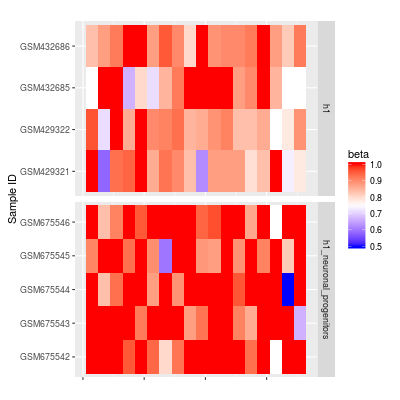 GSM432686
GSM432685
GSM429322
GSM429321
h1
GSM675546
GSM675545
GSM675544
GSM675543
GSM675542
h1_neuronal_progenitors
Sample ID
beta
1.0
0.9
0.8
0.7
0.6
0.5